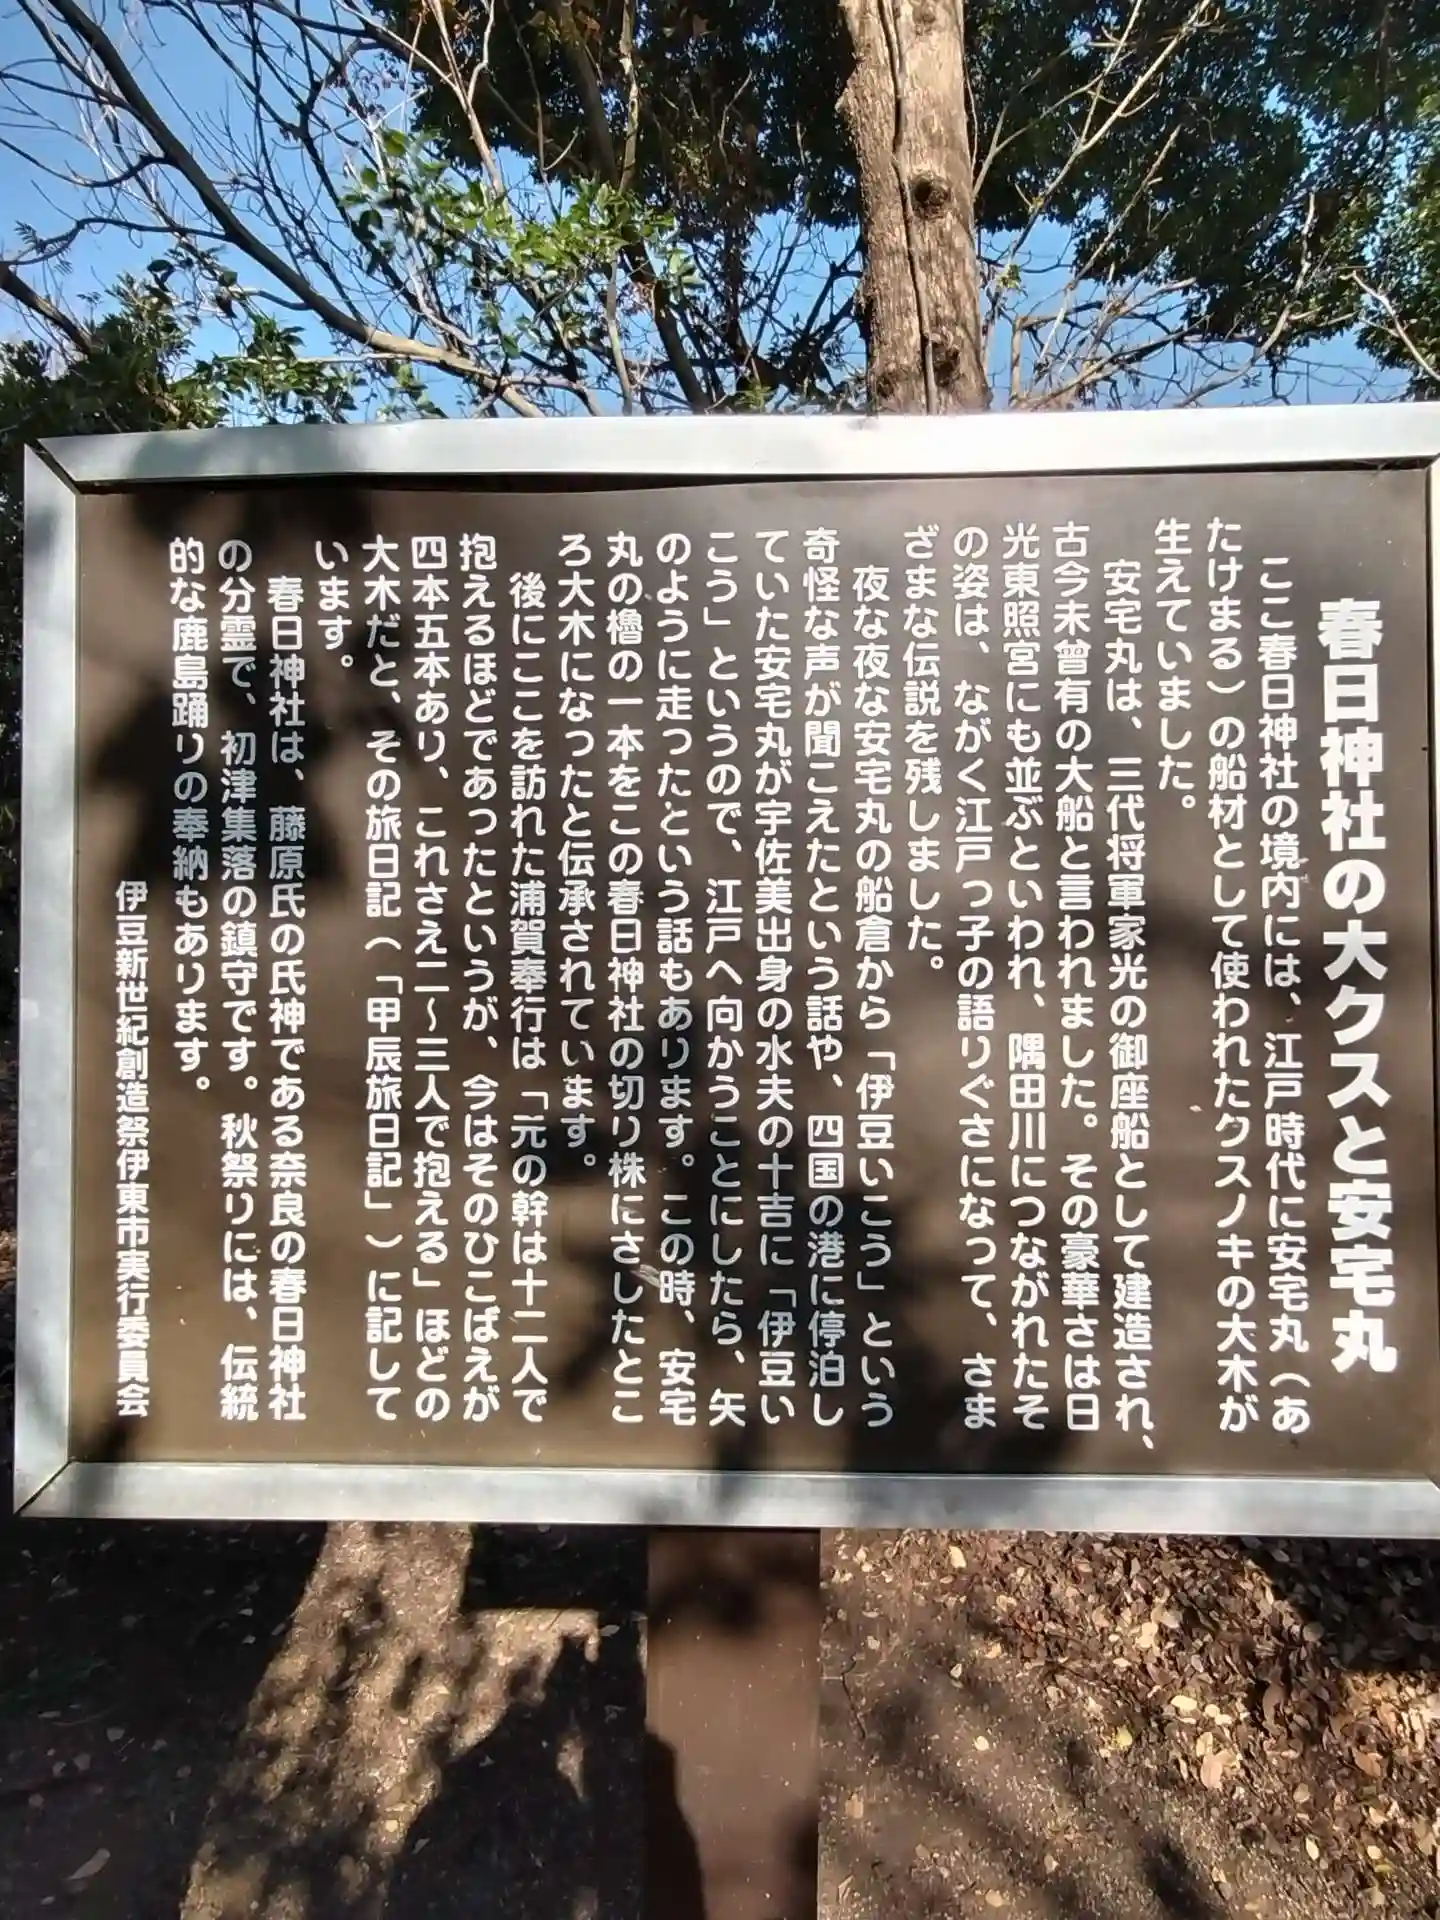 春日神社の大クスと安宅丸
ここ春日神社の境内には、江戸時代に安宅丸（あ
たけまる）の船材として使われたクスノキの大木が
生えていました。
安宅丸は、三代将軍家光の御座船として建造され、
古今未曾有の大船と言われました。その豪華さは日
光東照宮にも並ぶといわれ、隅田川につながれたそ
の姿は、ながく江戸っ子の語りぐさになって、さま
ざまな伝説を残しました。
夜な夜な安宅丸の船倉から「伊豆いこう」という
奇怪な声が聞こえたという話や、四国の港に停泊し
ていた安宅丸が宇佐美出身の水夫の十吉に「伊豆い
こう」というので、江戸へ向かうことにしたら、矢
のように走ったという話もあります。この時、安宅
丸の櫓の一本をこの春日神社の切り株にさしたとこ
ろ大木になったと伝承されています。
後にここを訪れた浦賀奉行は「元の幹は十二人で
抱えるほどであったというが、今はそのひこばえが
四本五本あり、これさえ二〜三人で抱える」ほどの
大木だと、その旅日記（「甲辰旅日記」）に記して
います。
春日神社は、藤原氏の氏神である奈良の春日神社
の分霊で、初津集落の鎮守です。秋祭りには、伝統
的な鹿島踊りの奉納もあります。
伊豆新世紀創造祭伊東市実行委員会